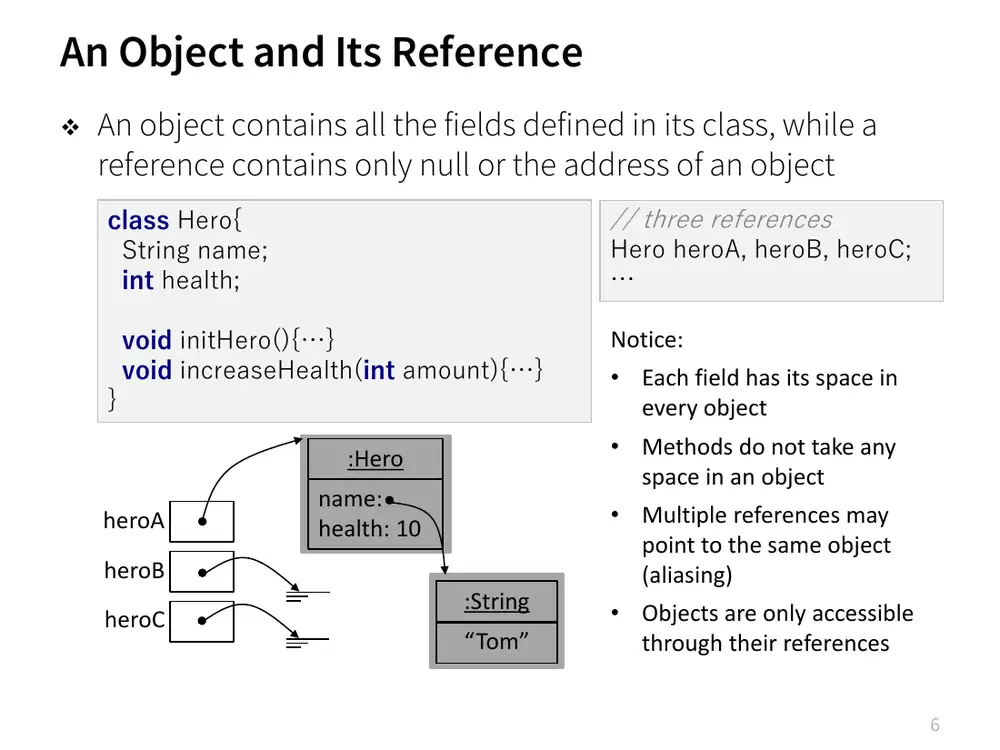 An Object and Its Reference
❖ An object contains all the fields defined in its class, while a
reference contains only null or the address of an object
class Hero{
String name;
int health;
void initHero(){⋯}
void increaseHealth(int amount){⋯}
}
// three references
Hero heroA, heroB, heroC;
⋯
Notice:
• Each field has its space in
every object
• Methods do not take any
space in an object
• Multiple references may
point to the same object
(aliasing)
• Objects are only accessible
through their references
:Hero
name:
health: 10
heroA
heroB
heroC
:String
“Tom”
6